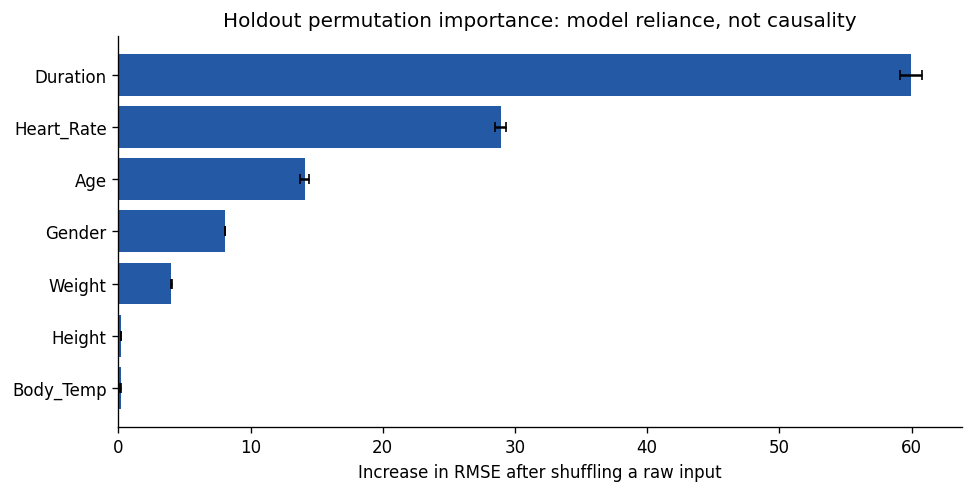 Holdout permutation importance: model reliance, not causality
Duration
Heart_Rate
Age
Gender
Weight
Height
Body_Temp
0 10 20 30 40 50 60
Increase in RMSE after shuffling a raw input